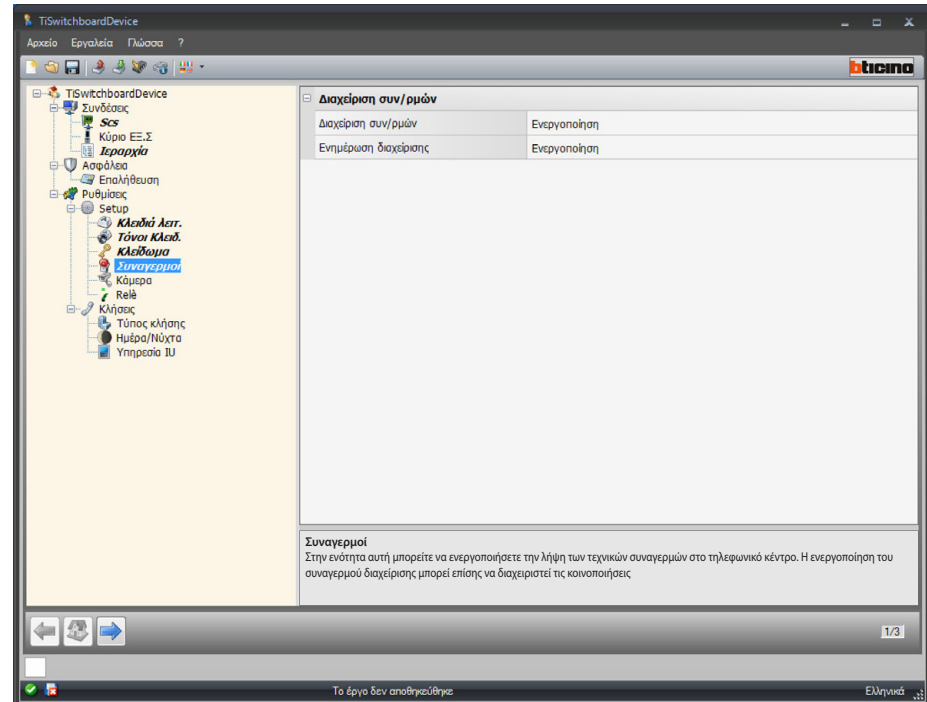 TiSwitchboardDevice
Αρχείο Εργαλεία Γλώσσα ?
bticino
TiSwitchboardDevice
Συνδέσεις
Scs
Κύριο ΕΞ.Σ
Ιεραρχία
Ασφάλεια
Επαλήθευση
Ρυθμίσεις
Setup
Κλειδιά λειτ.
Τόνοι Κλειδ.
Κλείδωμα
Συναγερμοί
Κάμερα
Relè
Κλήσεις
Τύπος κλήσης
Ημέρα/Νύχτα
Υπηρεσία IU
Διαχείριση συν/ρμών
Διαχείριση συν/ρμών Ενεργοποίηση
Ενημέρωση διαχείρισης Ενεργοποίηση
Συναγερμοί
Στην ενότητα αυτή μπορείτε να ενεργοποιήσετε την λήψη των τεχνικών συναγερμών στο τηλεφωνικό κέντρο. Η ενεργοποίηση του
συναγερμού διαχείρισης μπορεί επίσης να διαχειριστεί τις κοινοποιήσεις
1/3
Το έργο δεν αποθηκεύθηκε Ελληνικά